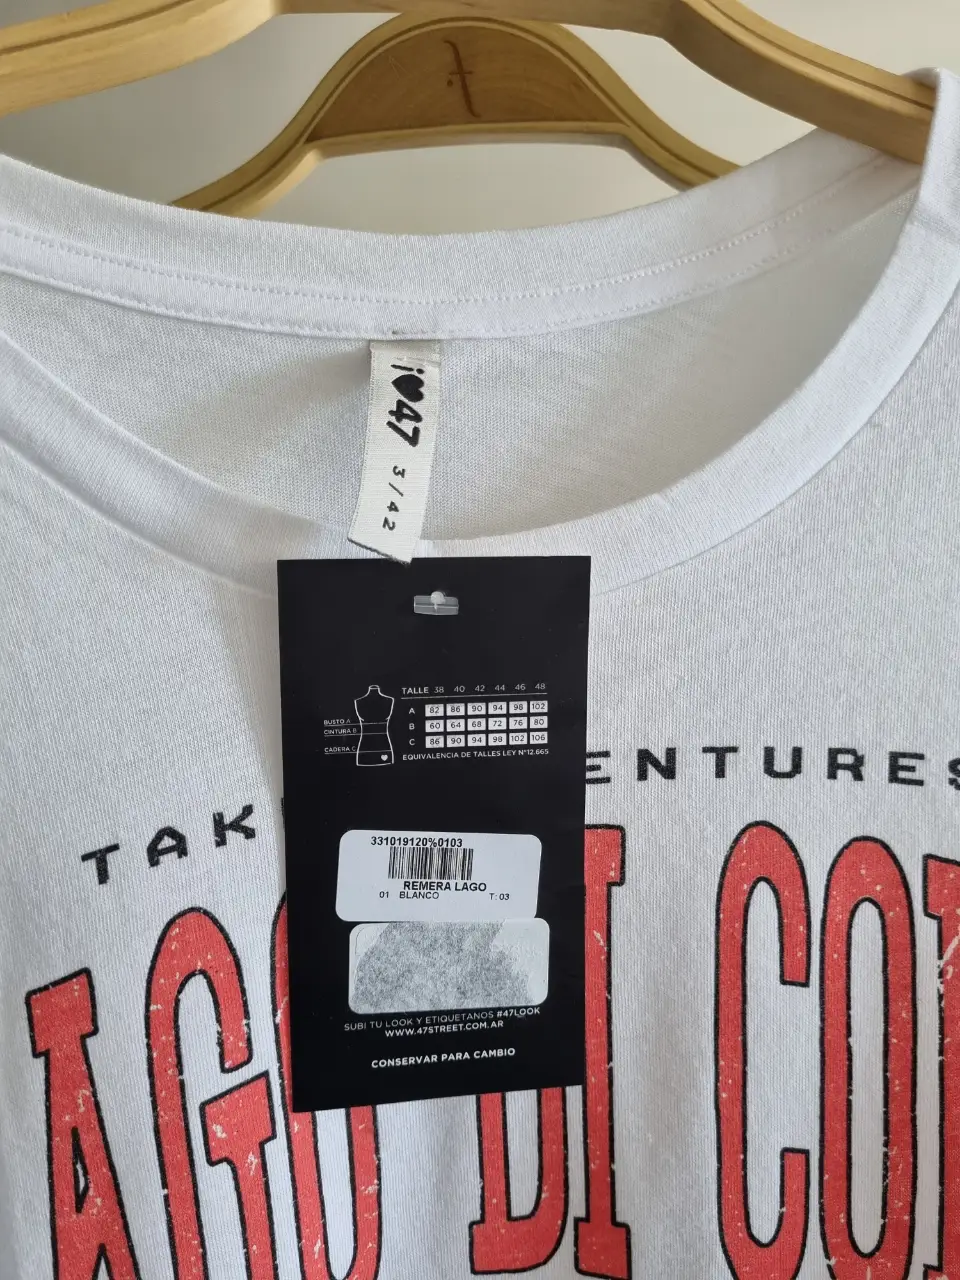 i♥47
3/42
TALLE 38 40 42 44 46 48
A 82 86 90 94 98 102
B 60 64 68 72 76 80
C 86 90 94 98 102 106
BUSTO A
CINTURA B
CADERA C
EQUIVALENCIA DE TALLES LEY N°12.665
331019120%0103
REMERA LAGO
01 BLANCO T: 03
SUBI TU LOOK Y ETIQUETANOS #47LOOK
WWW.47STREET.COM.AR
CONSERVAR PARA CAMBIO
TAK ENTURES
AGO DI CO